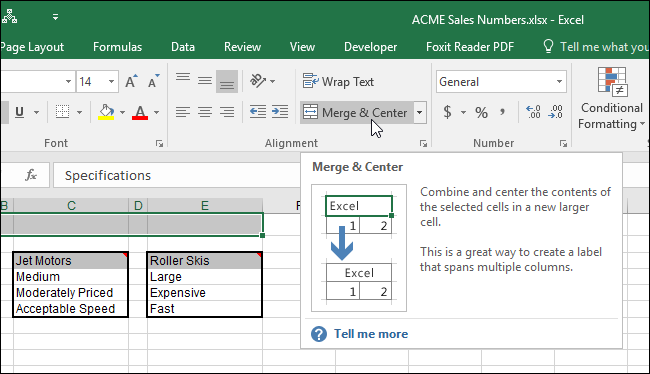 ACME Sales Numbers.xlsx - Excel
Page Layout Formulas Data Review View Developer Foxit Reader PDF Tell me what you
14 A A Wrap Text General
U A Merge & Center $ % , .0 .00 .00 .0 Conditional Formatting
Font Alignment Number
fx Specifications
B C D E F
Jet Motors Roller Skis
Medium Large
Moderately Priced Expensive
Acceptable Speed Fast
Merge & Center
Excel
1 2
Excel
1 2
Combine and center the contents of
the selected cells in a new larger
cell.
This is a great way to create a label
that spans multiple columns.
? Tell me more